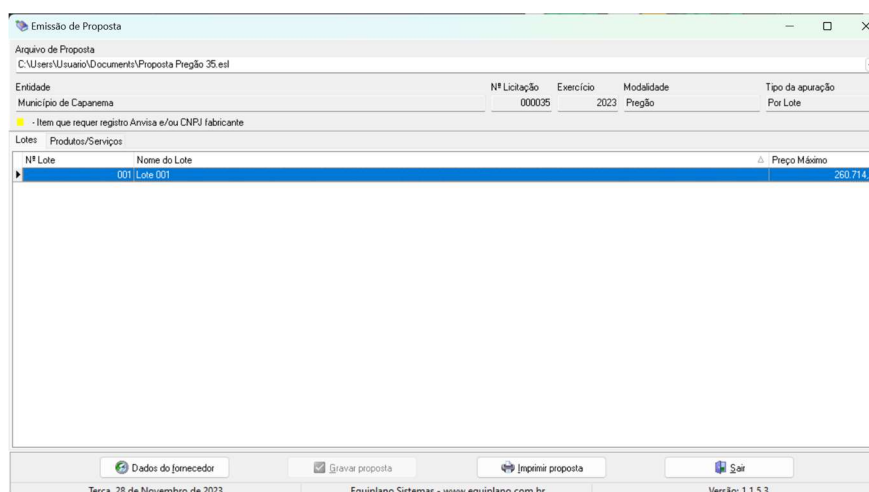 Emissão de Proposta
Arquivo de Proposta
C:\Users\Usuario\Documents\Proposta Pregão 35.esl
Entidade Nº Licitação Exercício Modalidade Tipo da apuração
Município de Capanema 000035 2023 Pregão Por Lote
- Item que requer registro Anvisa e/ou CNPJ fabricante
Lotes Produtos/Serviços
Nº Lote Nome do Lote Preço Máximo
001 Lote 001 260.714,
Dados do fornecedor Gravar proposta Imprimir proposta Sair
Terça, 28 de Novembro de 2023 Equiplano Sistemas - www.equiplano.com.br Versão: 1.1.5.3